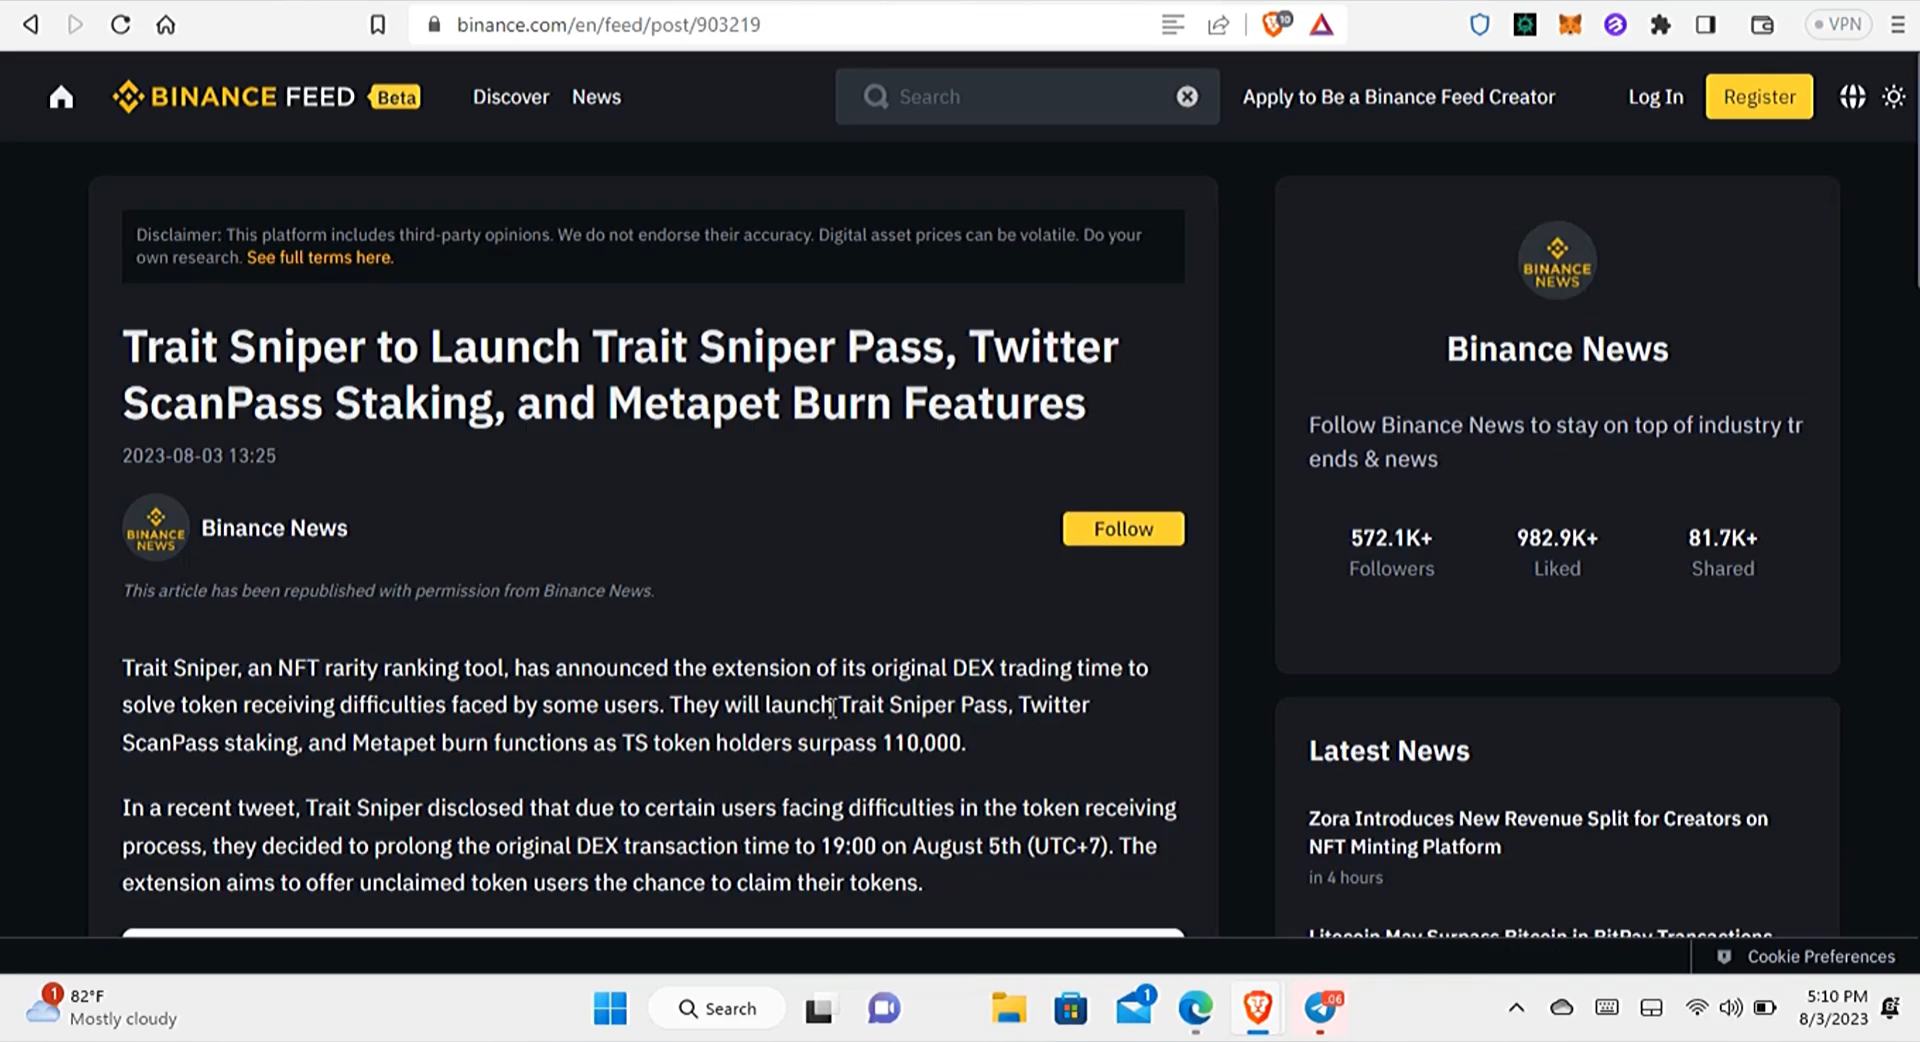 binance.com/en/feed/post/903219
10
VPN
BINANCE FEED Beta
Discover
News
Search
Apply to Be a Binance Feed Creator
Log In
Register
Disclaimer: This platform includes third-party opinions. We do not endorse their accuracy. Digital asset prices can be volatile. Do your
own research. See full terms here.
Trait Sniper to Launch Trait Sniper Pass, Twitter
ScanPass Staking, and Metapet Burn Features
2023-08-03 13:25
BINANCE
NEWS
Binance News
Follow
This article has been republished with permission from Binance News.
Trait Sniper, an NFT rarity ranking tool, has announced the extension of its original DEX trading time to
solve token receiving difficulties faced by some users. They will launch Trait Sniper Pass, Twitter
ScanPass staking, and Metapet burn functions as TS token holders surpass 110,000.
In a recent tweet, Trait Sniper disclosed that due to certain users facing difficulties in the token receiving
process, they decided to prolong the original DEX transaction time to 19:00 on August 5th (UTC+7). The
extension aims to offer unclaimed token users the chance to claim their tokens.
BINANCE
NEWS
Binance News
Follow Binance News to stay on top of industry tr
ends & news
572.1K+
Followers
982.9K+
Liked
81.7K+
Shared
Latest News
Zora Introduces New Revenue Split for Creators on
NFT Minting Platform
in 4 hours
Litecoin May Surpass Bitcoin in BitPay Transactions
Cookie Preferences
1
82°F
Mostly cloudy
Search
1
.06
5:10 PM
8/3/2023